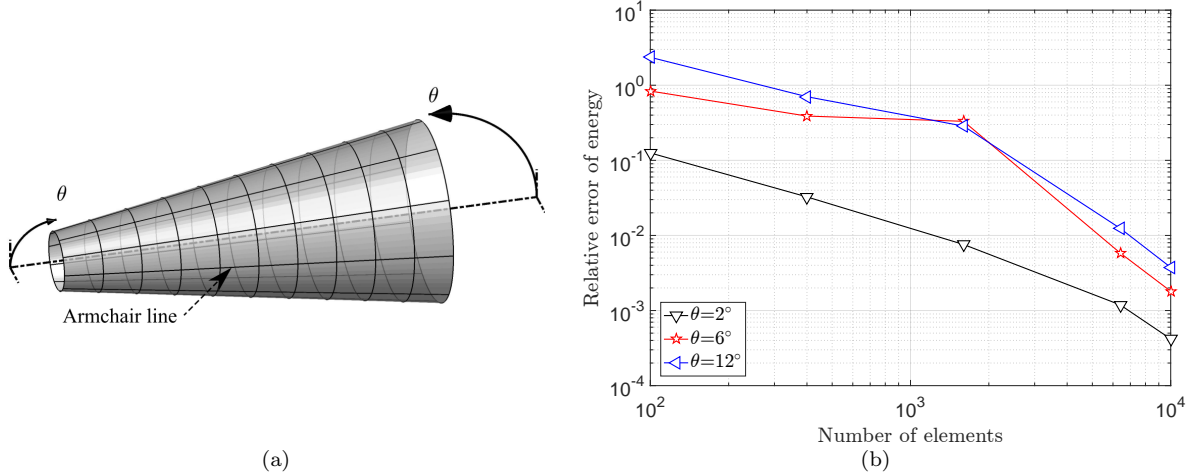 θ
θ
Armchair line
(a)
Relative error of energy
10^1
10^0
10^-1
10^-2
10^-3
10^-4
θ=2°
θ=6°
θ=12°
10^2
10^3
10^4
Number of elements
(b)